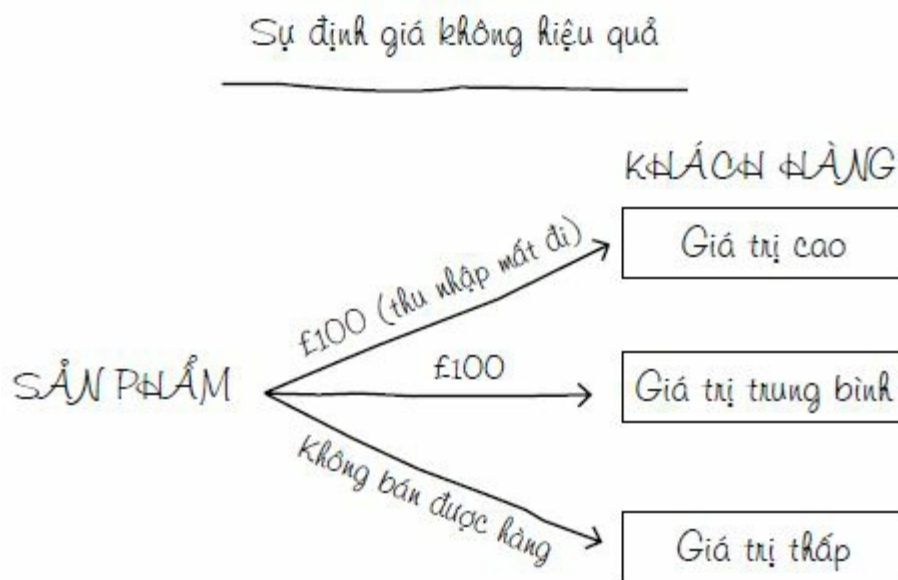 Sự định giá không hiệu quả
KHÁCH HÀNG
Giá trị cao
£100 (thu nhập mất đi)
SẢN PHẨM
£100
Giá trị trung bình
Không bán được hàng
Giá trị thấp